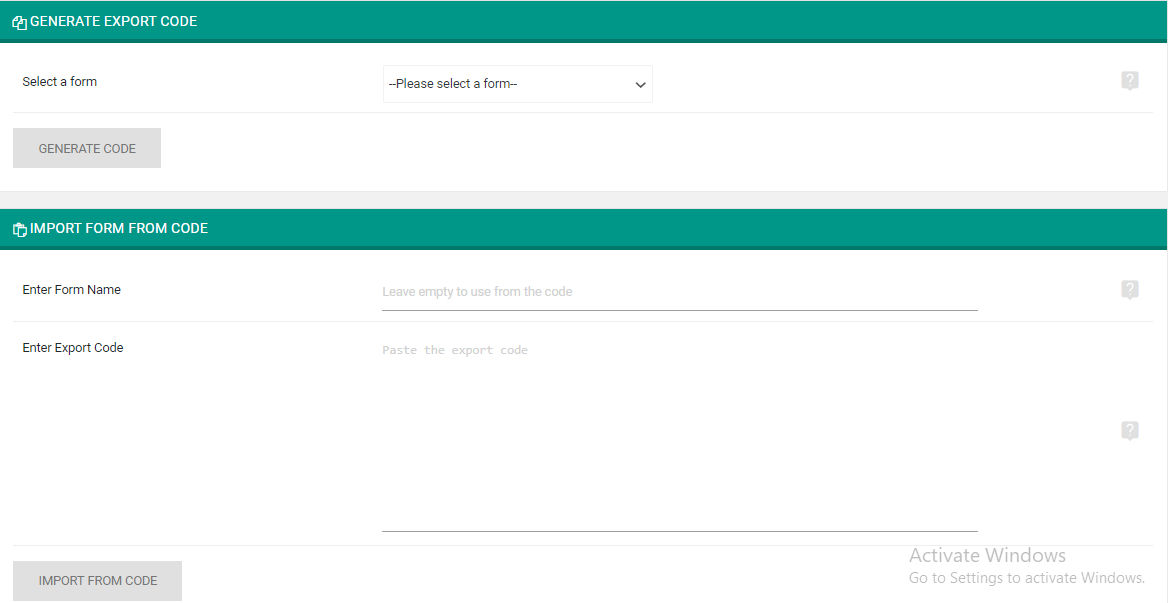 GENERATE EXPORT CODE
Select a form
--Please select a form--
?
GENERATE CODE
IMPORT FORM FROM CODE
Enter Form Name
Leave empty to use from the code
?
Enter Export Code
Paste the export code
?
Activate Windows
Go to Settings to activate Windows.
IMPORT FROM CODE